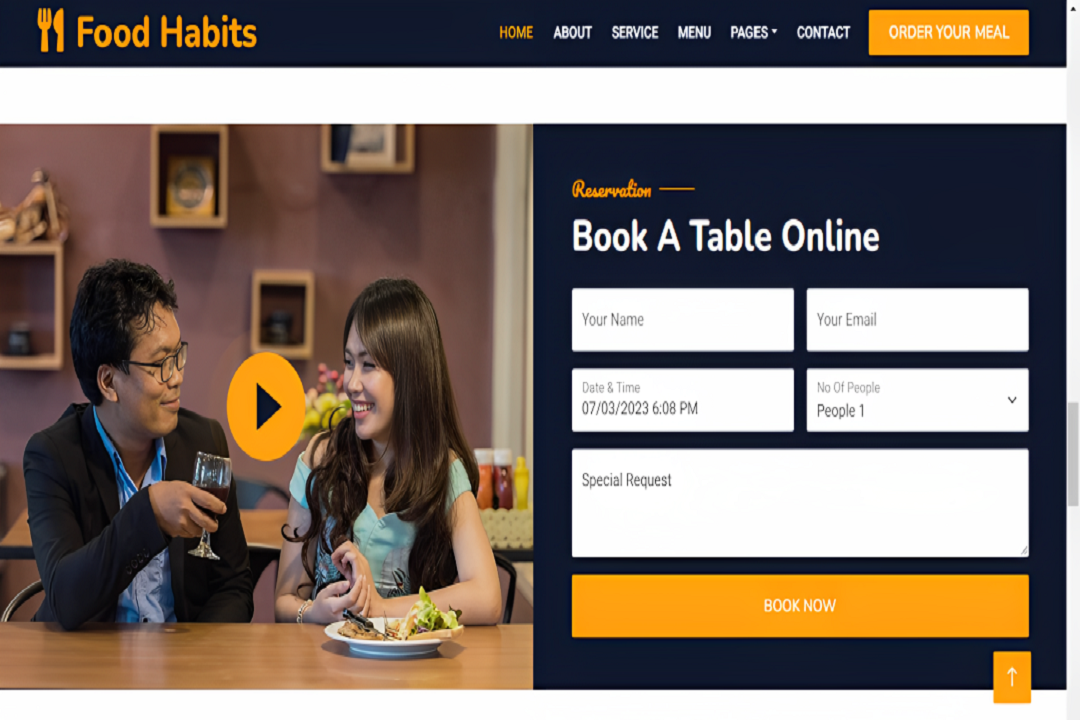 Food Habits
HOME ABOUT SERVICE MENU PAGES CONTACT ORDER YOUR MEAL
Reservation
Book A Table Online
Your Name
Your Email
Date & Time
07/03/2023 6:08 PM
No Of People
People 1
Special Request
BOOK NOW